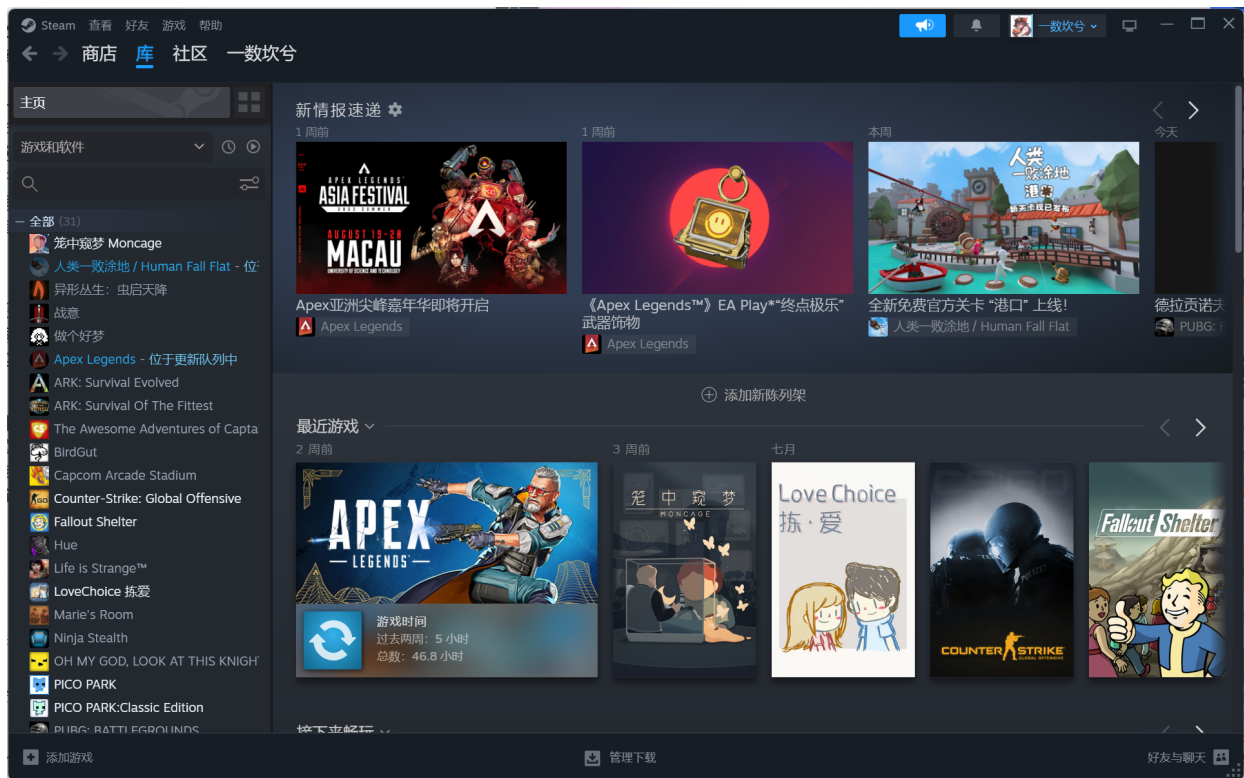 Steam 查看 好友 游戏 帮助
一数坎兮
商店 库 社区 一数坎兮
主页
游戏和软件
全部 (31)
笼中窥梦 Moncage
人类一败涂地 / Human Fall Flat - 位于
异形丛生：虫启天降
战意
做个好梦
Apex Legends - 位于更新队列中
ARK: Survival Evolved
ARK: Survival Of The Fittest
The Awesome Adventures of Capta
BirdGut
Capcom Arcade Stadium
Counter-Strike: Global Offensive
Fallout Shelter
Hue
Life is Strange™
LoveChoice 拣爱
Marie's Room
Ninja Stealth
OH MY GOD, LOOK AT THIS KNIGHT
PICO PARK
PICO PARK:Classic Edition
PUBG: BATTLEGROUNDS
新情报速递
1 周前
APEX LEGENDS
ASIA FESTIVAL
2023 SUMMER
AUGUST 19-20
MACAU
UNIVERSITY OF SCIENCE AND TECHNOLOGY
Apex亚洲尖峰嘉年华即将开启
Apex Legends
1 周前
《Apex Legends™》EA Play*“终点极乐”
武器饰物
Apex Legends
本周
人类
一败涂地
港口
新关卡现已发布
全新免费官方关卡 “港口” 上线！
人类一败涂地 / Human Fall Flat
今天
德拉贡诺夫
PUBG: B
添加新陈列架
最近游戏
2 周前
APEX
LEGENDS
游戏时间
过去两周：5 小时
总数：46.8 小时
3 周前
笼中窥梦
MONCAGE
七月
Love Choice
拣·爱
POLIZEI
COUNTER STRIKE
GLOBAL OFFENSIVE
Fallout Shelter
接下来畅玩
添加游戏
管理下载
好友与聊天